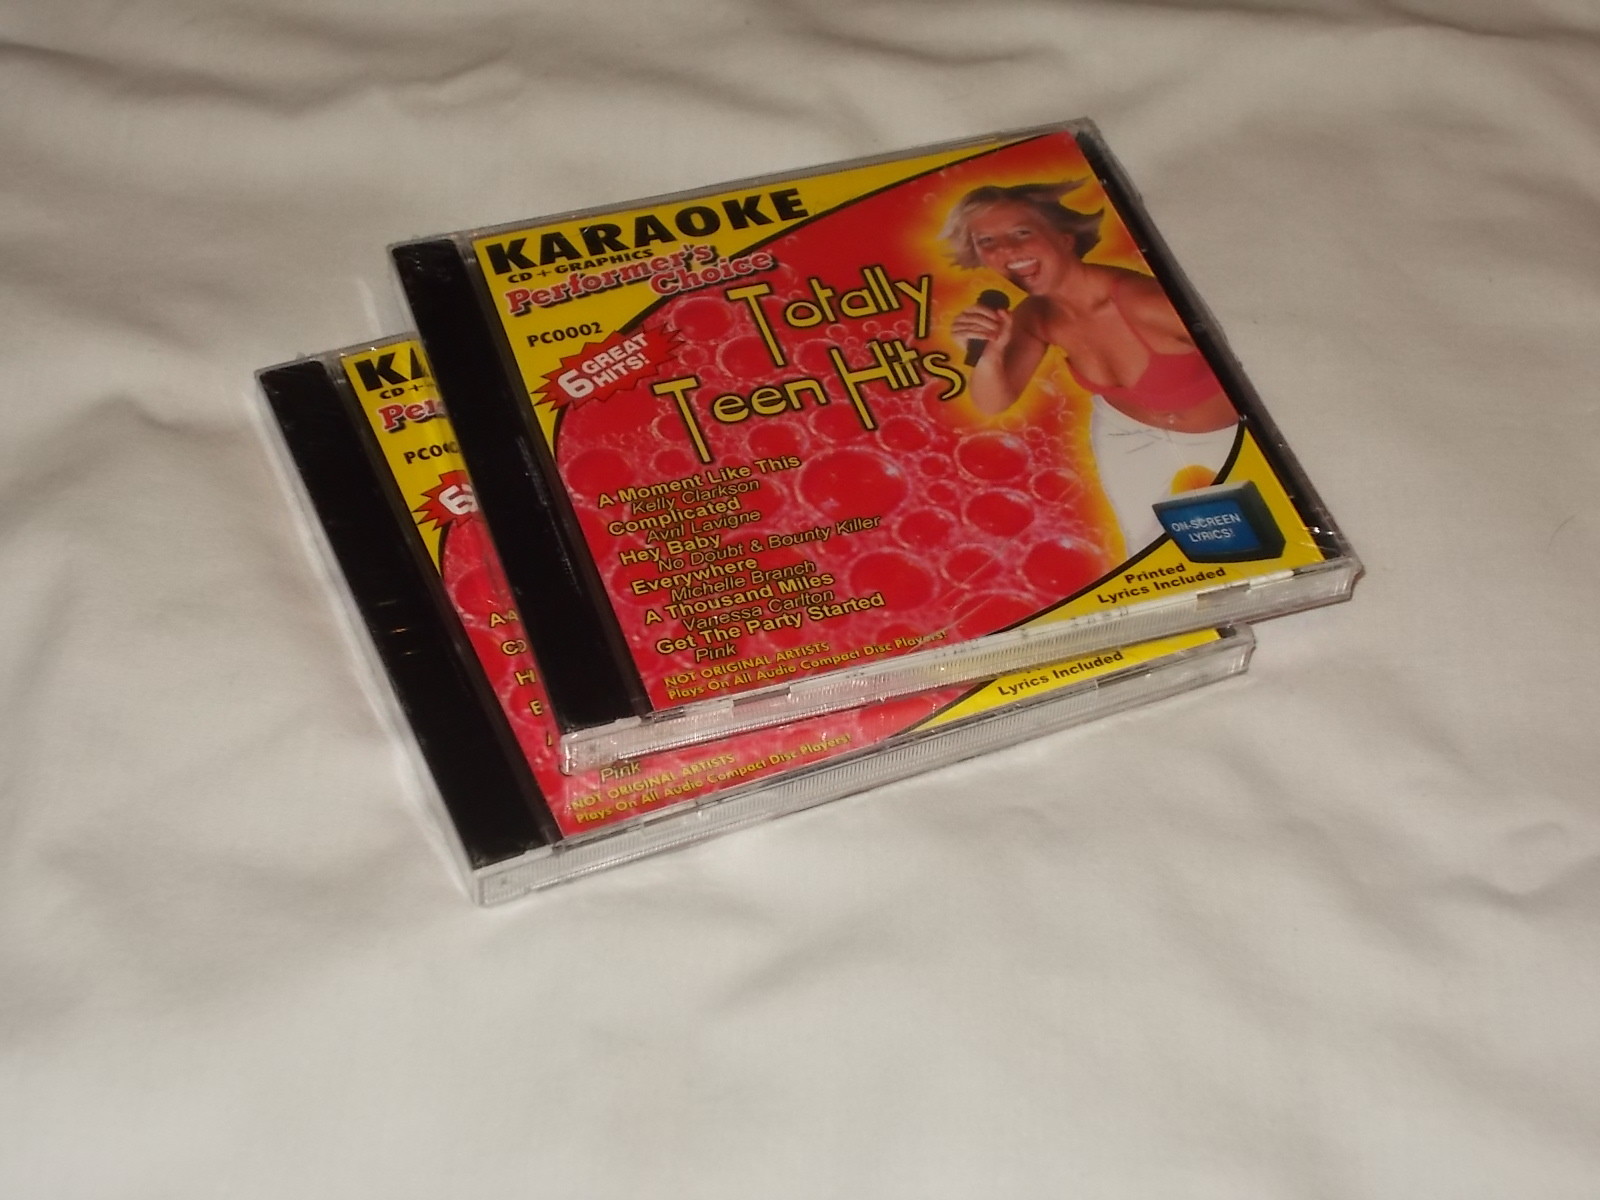 KARAOKE
CD + GRAPHICS
Performer's
Choice
PC0002
6 GREAT
HITS!
Totally
Teen Hits
A Moment Like This
Kelly Clarkson
Complicated
Avril Lavigne
Hey Baby
No Doubt & Bounty Killer
Everywhere
Michelle Branch
A Thousand Miles
Vanessa Carlton
Get The Party Started
Pink
NOT ORIGINAL ARTISTS
Plays On All Audio Compact Disc Players!
ON-SCREEN
LYRICS!
Printed
Lyrics Included
KA
CD +
Per
PC00
6
A
C
H
E
A
Pink
NOT ORIGINAL ARTISTS
Plays On All Audio Compact Disc Players!
Lyrics Included